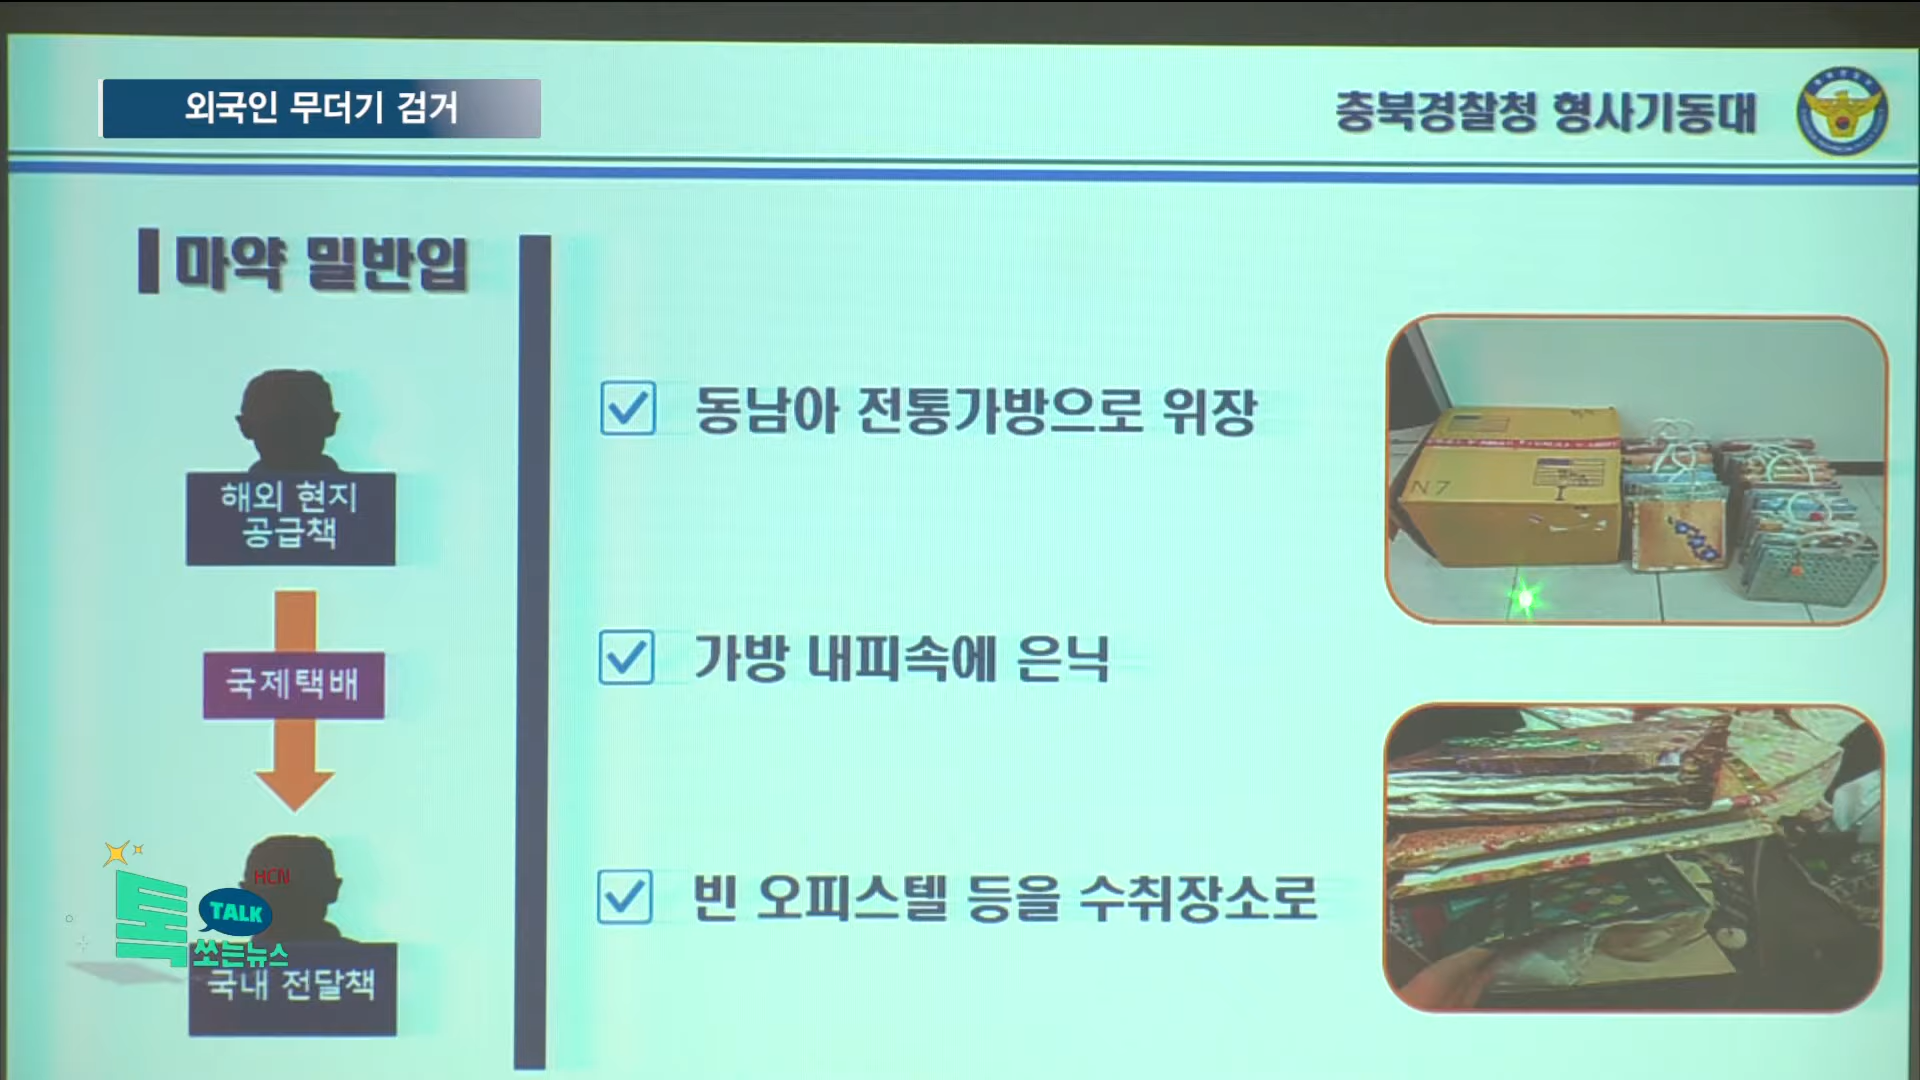 외국인 무더기 검거
충북경찰청 형사기동대
마약 밀반입
해외 현지
공급책
국제택배
국내 전달책
동남아 전통가방으로 위장
가방 내피속에 은닉
빈 오피스텔 등을 수취장소로
N7
HCN
톡
TALK
쏘는뉴스